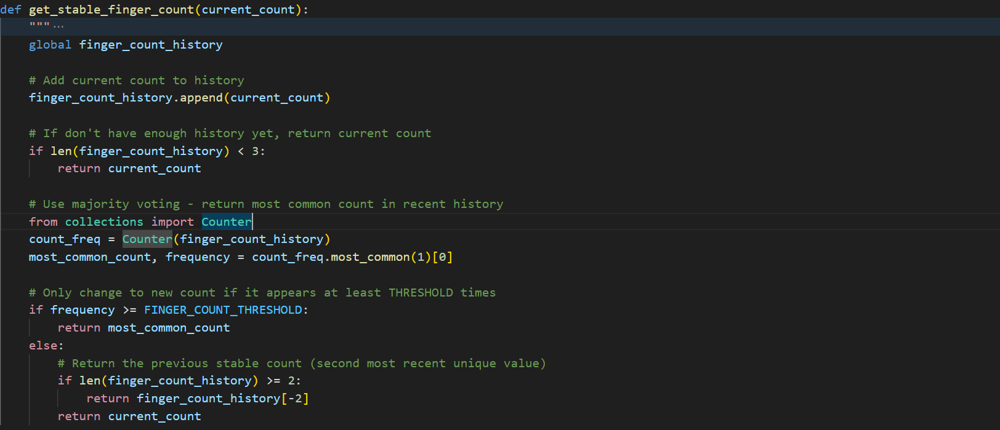 def get_stable_finger_count(current_count):
    """...
    global finger_count_history
    # Add current count to history
    finger_count_history.append(current_count)
    # If don't have enough history yet, return current count
    if len(finger_count_history) < 3:
        return current_count
    # Use majority voting - return most common count in recent history
    from collections import Counter
    count_freq = Counter(finger_count_history)
    most_common_count, frequency = count_freq.most_common(1)[0]
    # Only change to new count if it appears at least THRESHOLD times
    if frequency >= FINGER_COUNT_THRESHOLD:
        return most_common_count
    else:
        # Return the previous stable count (second most recent unique value)
        if len(finger_count_history) >= 2:
            return finger_count_history[-2]
        return current_count